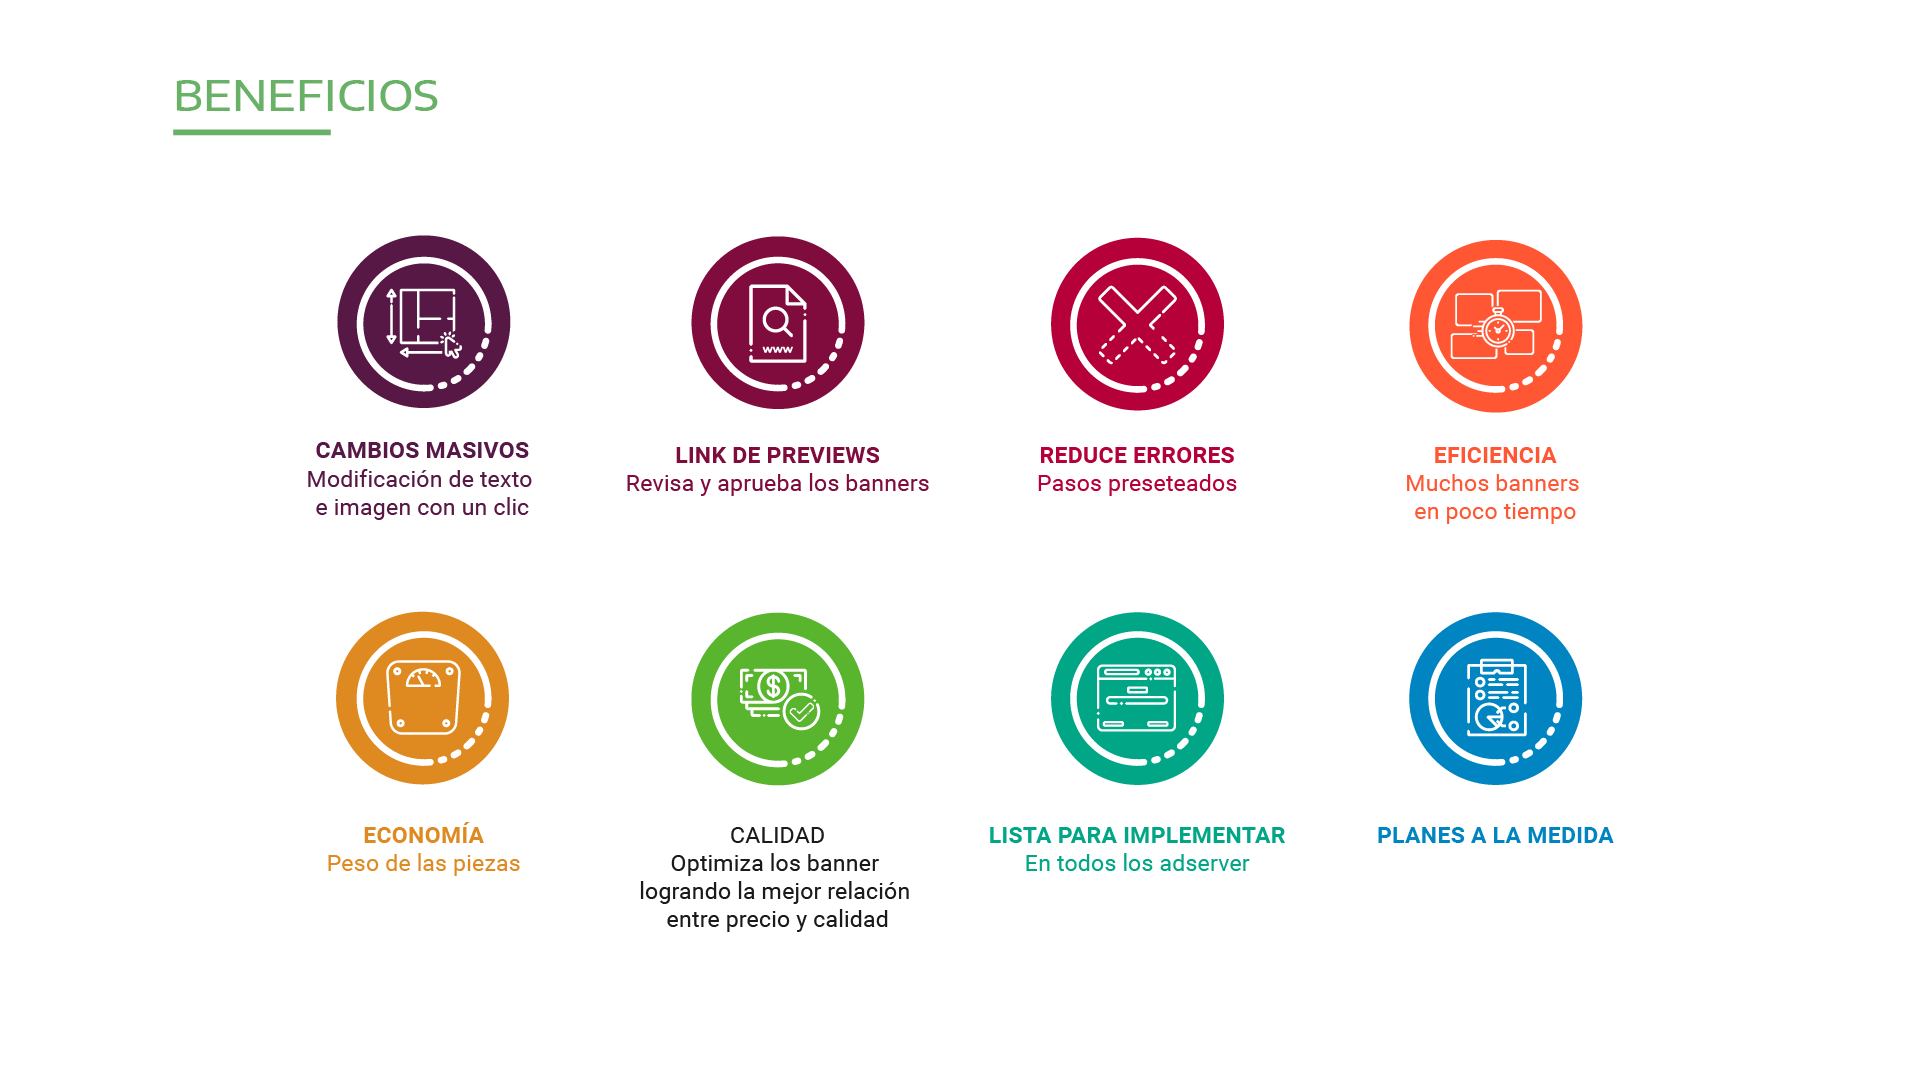 BENEFICIOS
www
CAMBIOS MASIVOS
Modificación de texto
e imagen con un clic
LINK DE PREVIEWS
Revisa y aprueba los banners
REDUCE ERRORES
Pasos preseteados
EFICIENCIA
Muchos banners
en poco tiempo
$
ECONOMÍA
Peso de las piezas
CALIDAD
Optimiza los banner
logrando la mejor relación
entre precio y calidad
LISTA PARA IMPLEMENTAR
En todos los adserver
PLANES A LA MEDIDA